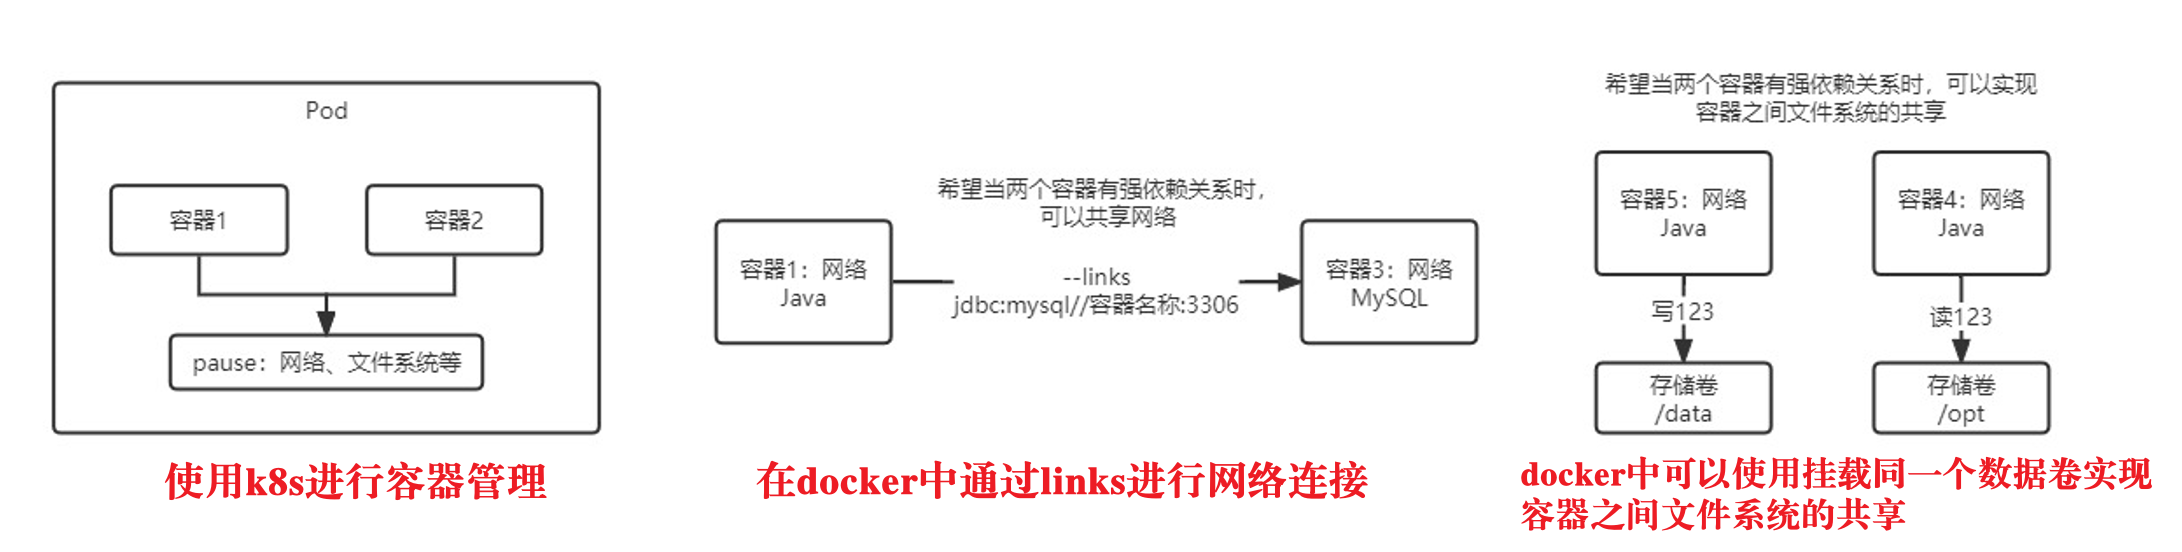 Pod
容器1
容器2
pause：网络、文件系统等
使用k8s进行容器管理
希望当两个容器有强依赖关系时，
可以共享网络
容器1：网络
Java
--links
jdbc:mysql//容器名称:3306
容器3：网络
MySQL
在docker中通过links进行网络连接
希望当两个容器有强依赖关系时，可以实现
容器之间文件系统的共享
容器5：网络
Java
容器4：网络
Java
写123
读123
存储卷
/data
存储卷
/opt
docker中可以使用挂载同一个数据卷实现
容器之间文件系统的共享